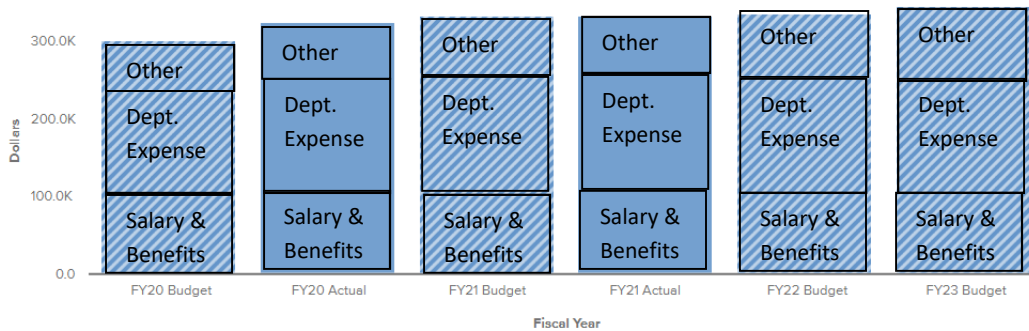 300.0K
200.0K
100.0K
0.0
Dollars
Other
Dept.
Expense
Salary &
Benefits
Other
Dept.
Expense
Salary &
Benefits
Other
Dept.
Expense
Salary &
Benefits
Other
Dept.
Expense
Salary &
Benefits
Other
Dept.
Expense
Salary &
Benefits
Other
Dept.
Expense
Salary &
Benefits
FY20 Budget
FY20 Actual
FY21 Budget
FY21 Actual
FY22 Budget
FY23 Budget
Fiscal Year